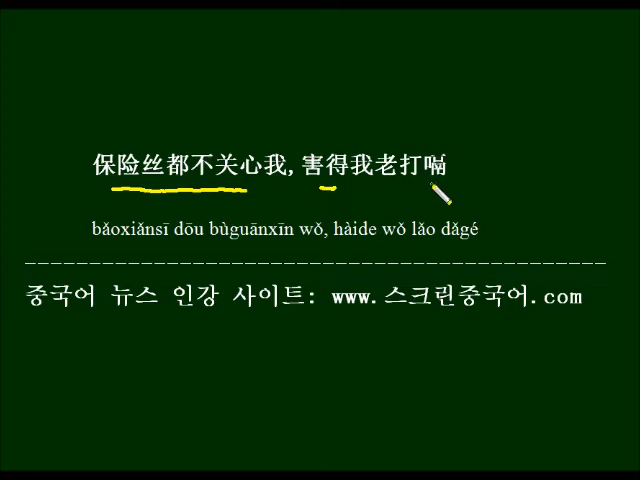 保险丝都不关心我,害得我老打嗝
bǎoxiǎnsī dōu bùguānxīn wǒ, hàide wǒ lǎo dǎgé
중국어 뉴스 인강 사이트: www.스크린중국어.com